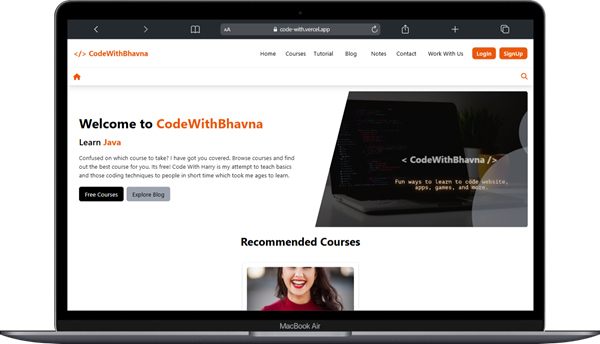 AA code-with.vercel.app
</> CodeWithBhavna Home Courses Tutorial Blog Notes Contact Work With Us Login SignUp
Welcome to CodeWithBhavna
Learn Java
Confused on which course to take? I have got you covered. Browse courses and find
out the best course for you. Its free! Code With Harry is my attempt to teach basics
and those coding techniques to people in short time which took me ages to learn.
Free Courses Explore Blog
< CodeWithBhavna />
Fun ways to learn to code website,
apps, games, and more.
Recommended Courses
MacBook Air